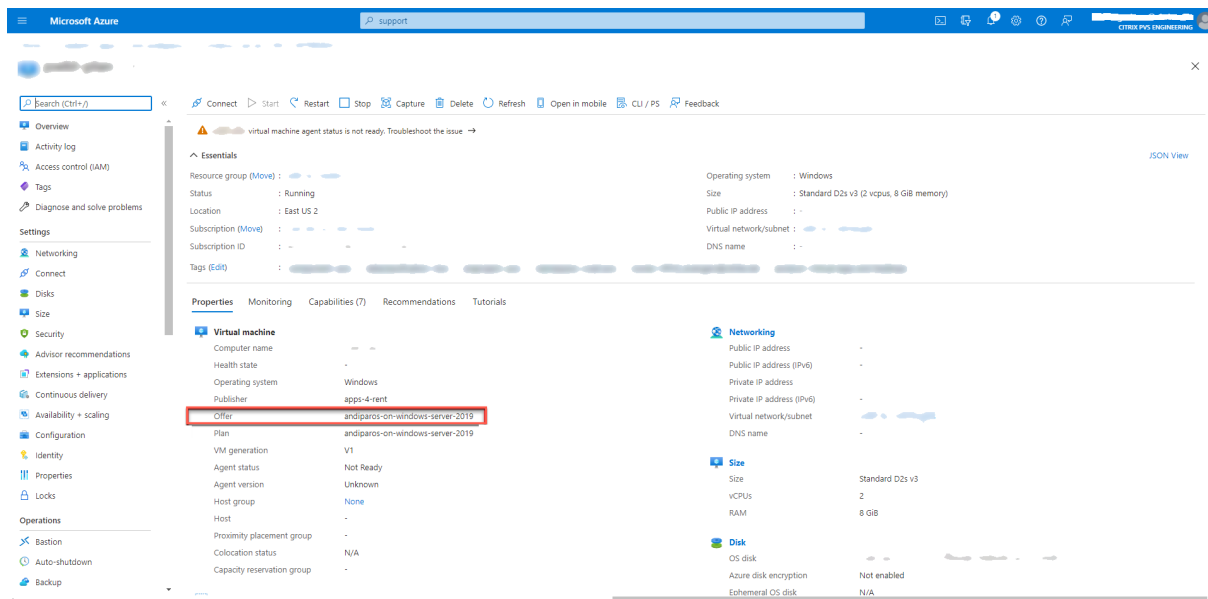 Microsoft Azure
support
1
CITRIX PVS ENGINEERING
Search (Ctrl+/)
Connect
Start
Restart
Stop
Capture
Delete
Refresh
Open in mobile
CLI / PS
Feedback
virtual machine agent status is not ready. Troubleshoot the issue →
Overview
Activity log
Access control (IAM)
Tags
Diagnose and solve problems
Settings
Networking
Connect
Disks
Size
Security
Advisor recommendations
Extensions + applications
Continuous delivery
Availability + scaling
Configuration
Identity
Properties
Locks
Operations
Bastion
Auto-shutdown
Backup
Essentials
JSON View
Resource group (Move) :
Status : Running
Location : East US 2
Subscription (Move) :
Subscription ID :
Tags (Edit) :
Operating system : Windows
Size : Standard D2s v3 (2 vcpus, 8 GiB memory)
Public IP address : -
Virtual network/subnet :
DNS name : -
Properties
Monitoring
Capabilities (7)
Recommendations
Tutorials
Virtual machine
Computer name
Health state -
Operating system Windows
Publisher apps-4-rent
Offer andiparos-on-windows-server-2019
Plan andiparos-on-windows-server-2019
VM generation V1
Agent status Not Ready
Agent version Unknown
Host group None
Host -
Proximity placement group -
Colocation status N/A
Capacity reservation group -
Networking
Public IP address -
Public IP address (IPv6) -
Private IP address
Private IP address (IPv6) -
Virtual network/subnet
DNS name -
Size
Size Standard D2s v3
vCPUs 2
RAM 8 GiB
Disk
OS disk
Azure disk encryption Not enabled
Ephemeral OS disk N/A